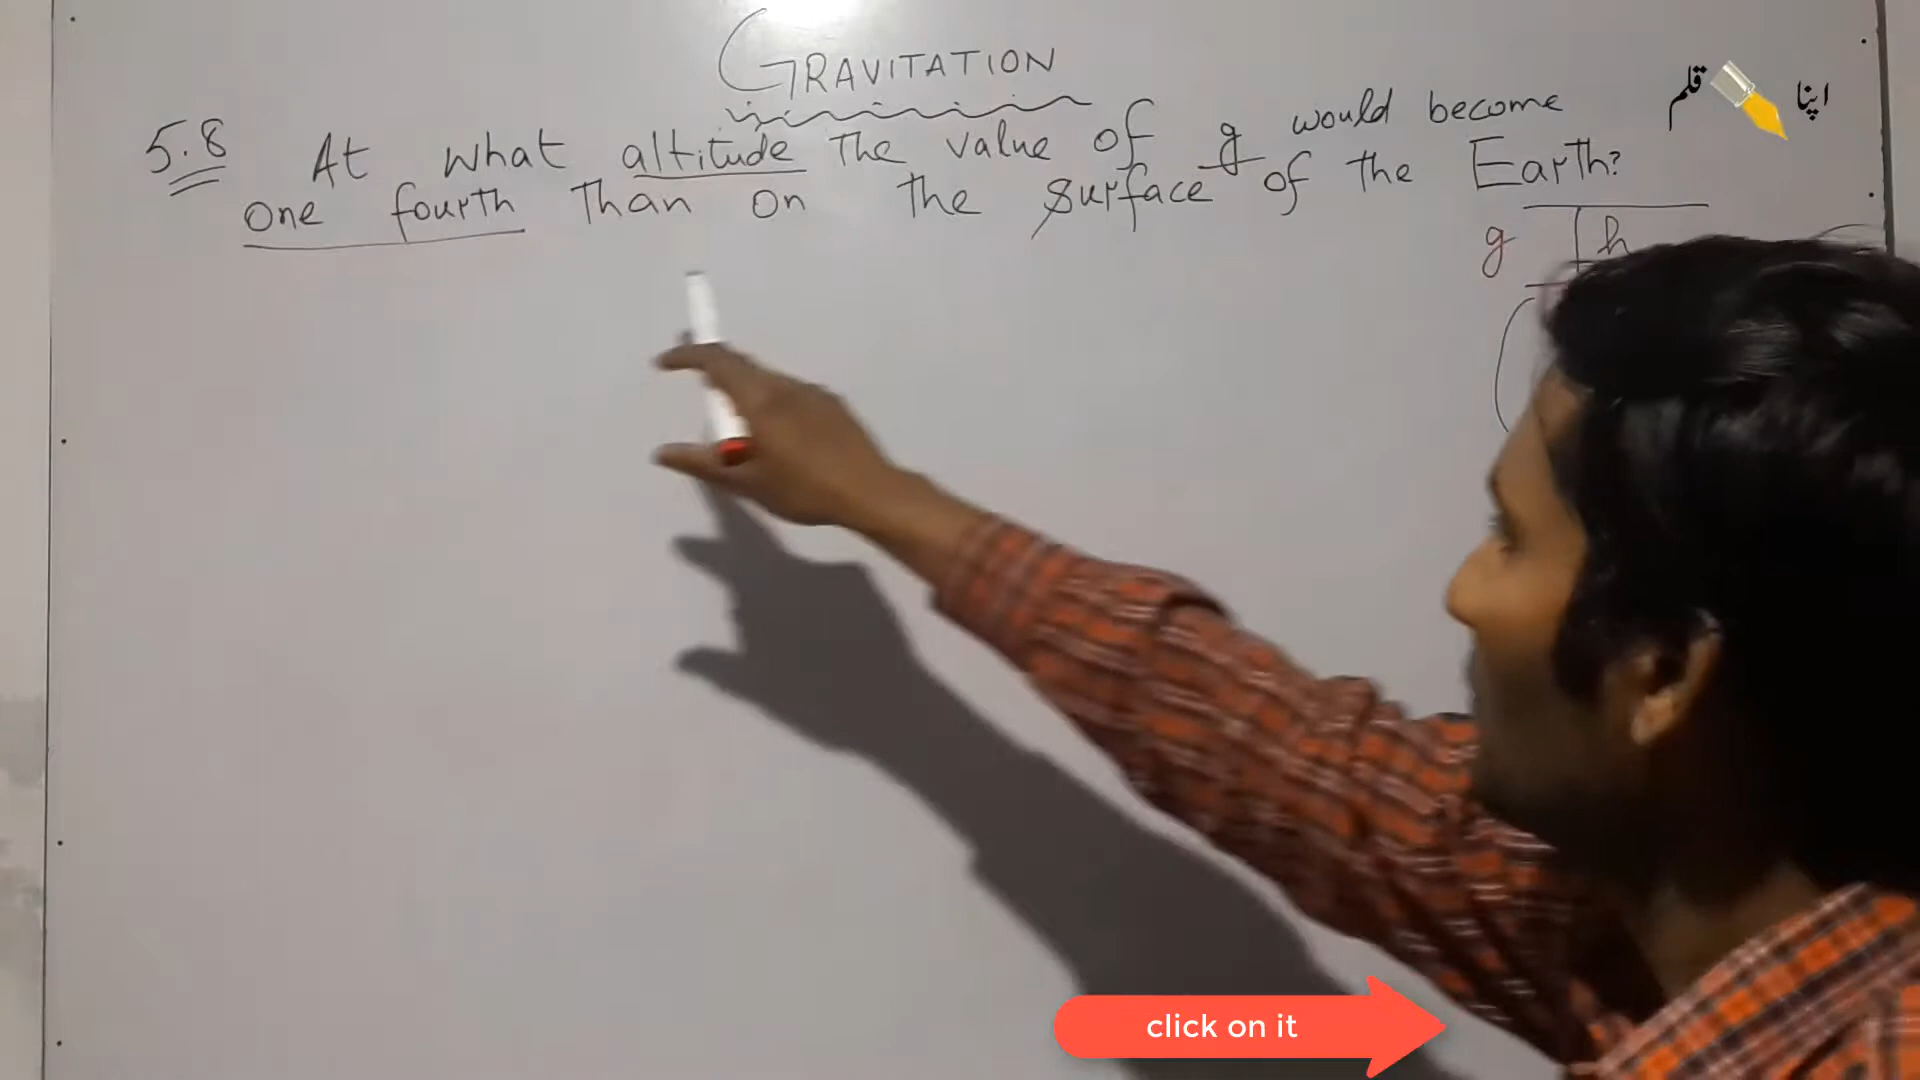 GRAVITATION
5.8 At what altitude the value of g would become
one fourth than on the surface of the Earth?
اپنا قلم
g h
click on it